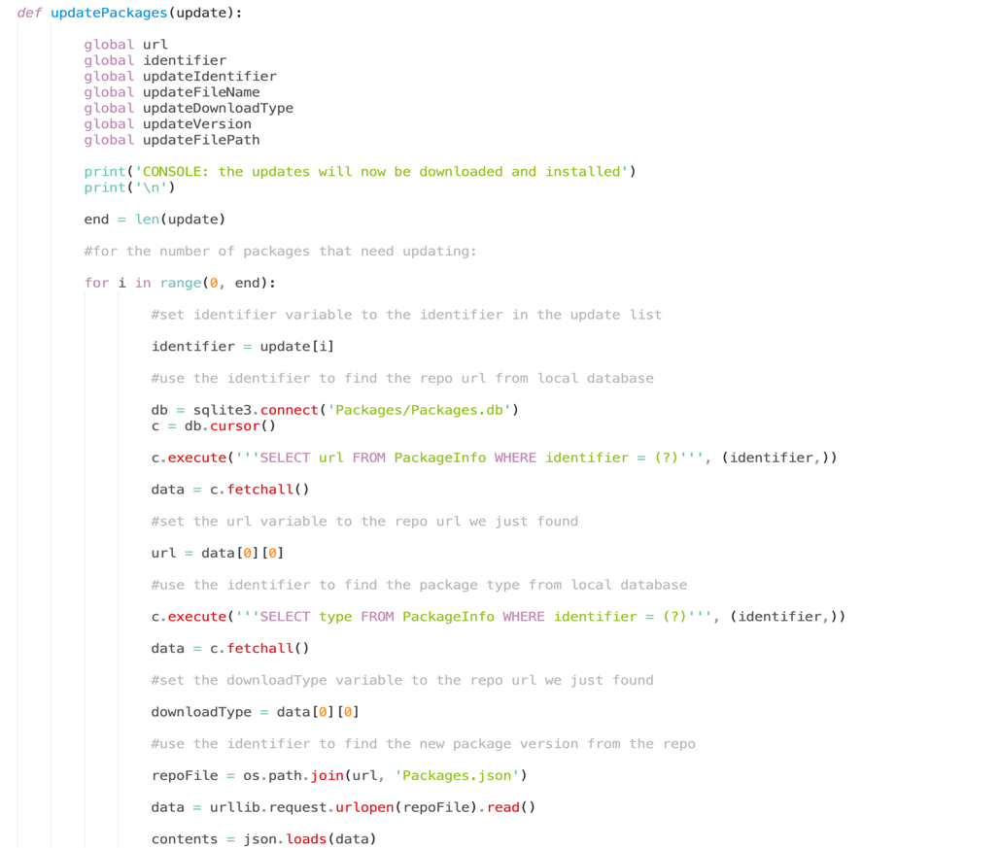 def updatePackages(update):
global url
global identifier
global updateIdentifier
global updateFileName
global updateDownloadType
global updateVersion
global updateFilePath
print('CONSOLE: the updates will now be downloaded and installed')
print('\n')
end = len(update)
#for the number of packages that need updating:
for i in range(0, end):
#set identifier variable to the identifier in the update list
identifier = update[i]
#use the identifier to find the repo url from local database
db = sqlite3.connect('Packages/Packages.db')
c = db.cursor()
c.execute('''SELECT url FROM PackageInfo WHERE identifier = (?)''', (identifier,))
data = c.fetchall()
#set the url variable to the repo url we just found
url = data[0][0]
#use the identifier to find the package type from local database
c.execute('''SELECT type FROM PackageInfo WHERE identifier = (?)''', (identifier,))
data = c.fetchall()
#set the downloadType variable to the repo url we just found
downloadType = data[0][0]
#use the identifier to find the new package version from the repo
repoFile = os.path.join(url, 'Packages.json')
data = urllib.request.urlopen(repoFile).read()
contents = json.loads(data)